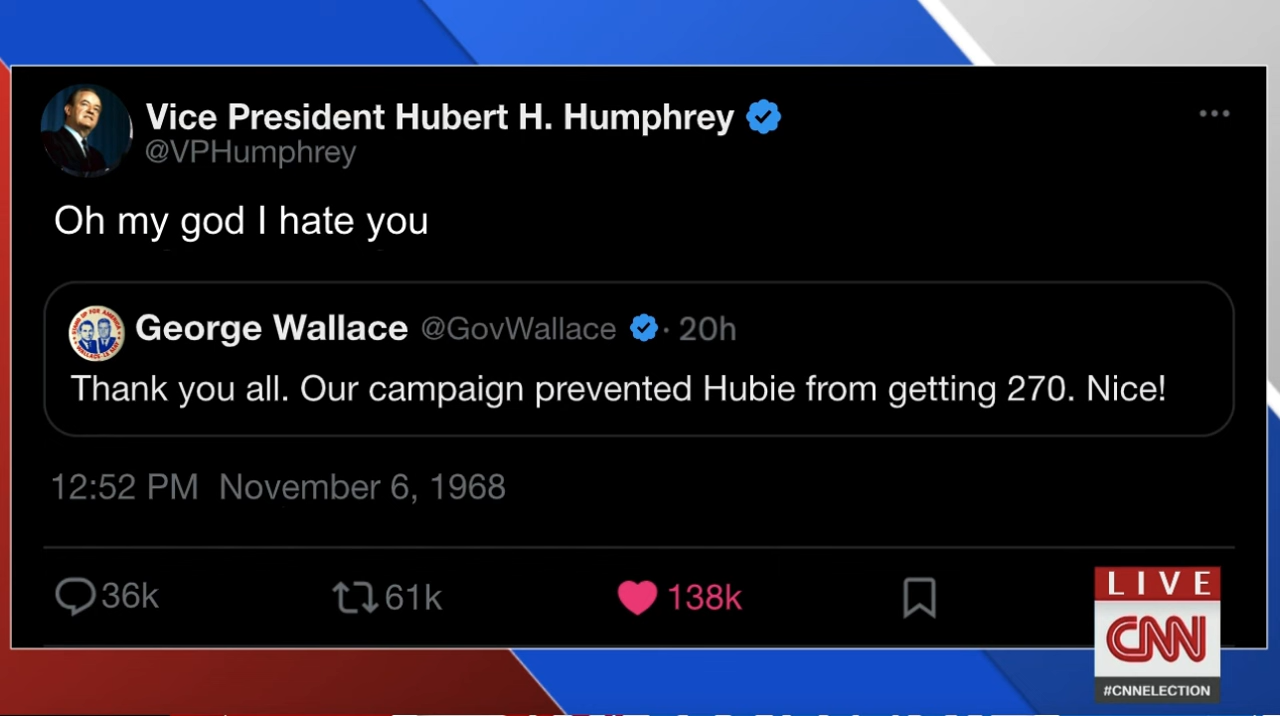 Vice President Hubert H. Humphrey
@VPHumphrey
Oh my god I hate you
George Wallace @GovWallace · 20h
Thank you all. Our campaign prevented Hubie from getting 270. Nice!
12:52 PM November 6, 1968
36k 61k 138k
LIVE
CNN
#CNNELECTION